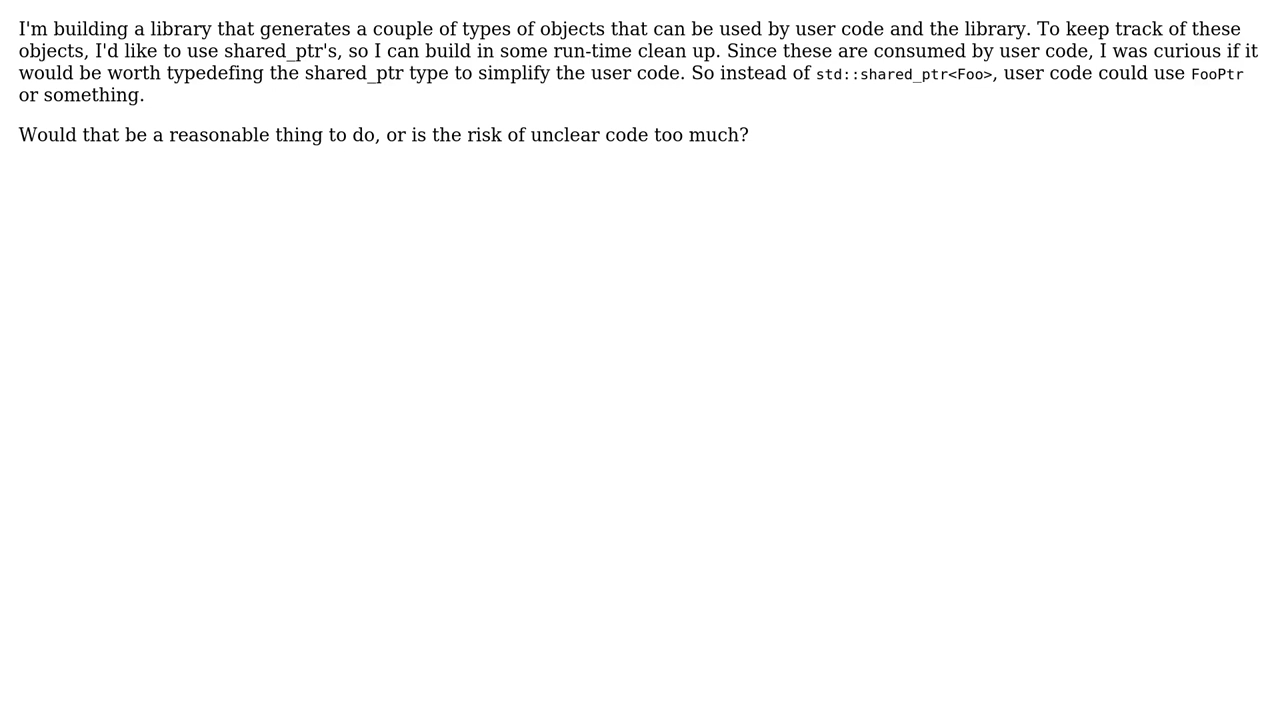 I'm building a library that generates a couple of types of objects that can be used by user code and the library. To keep track of these
objects, I'd like to use shared_ptr's, so I can build in some run-time clean up. Since these are consumed by user code, I was curious if it
would be worth typedefing the shared_ptr type to simplify the user code. So instead of std::shared_ptr<Foo>, user code could use FooPtr
or something.
Would that be a reasonable thing to do, or is the risk of unclear code too much?